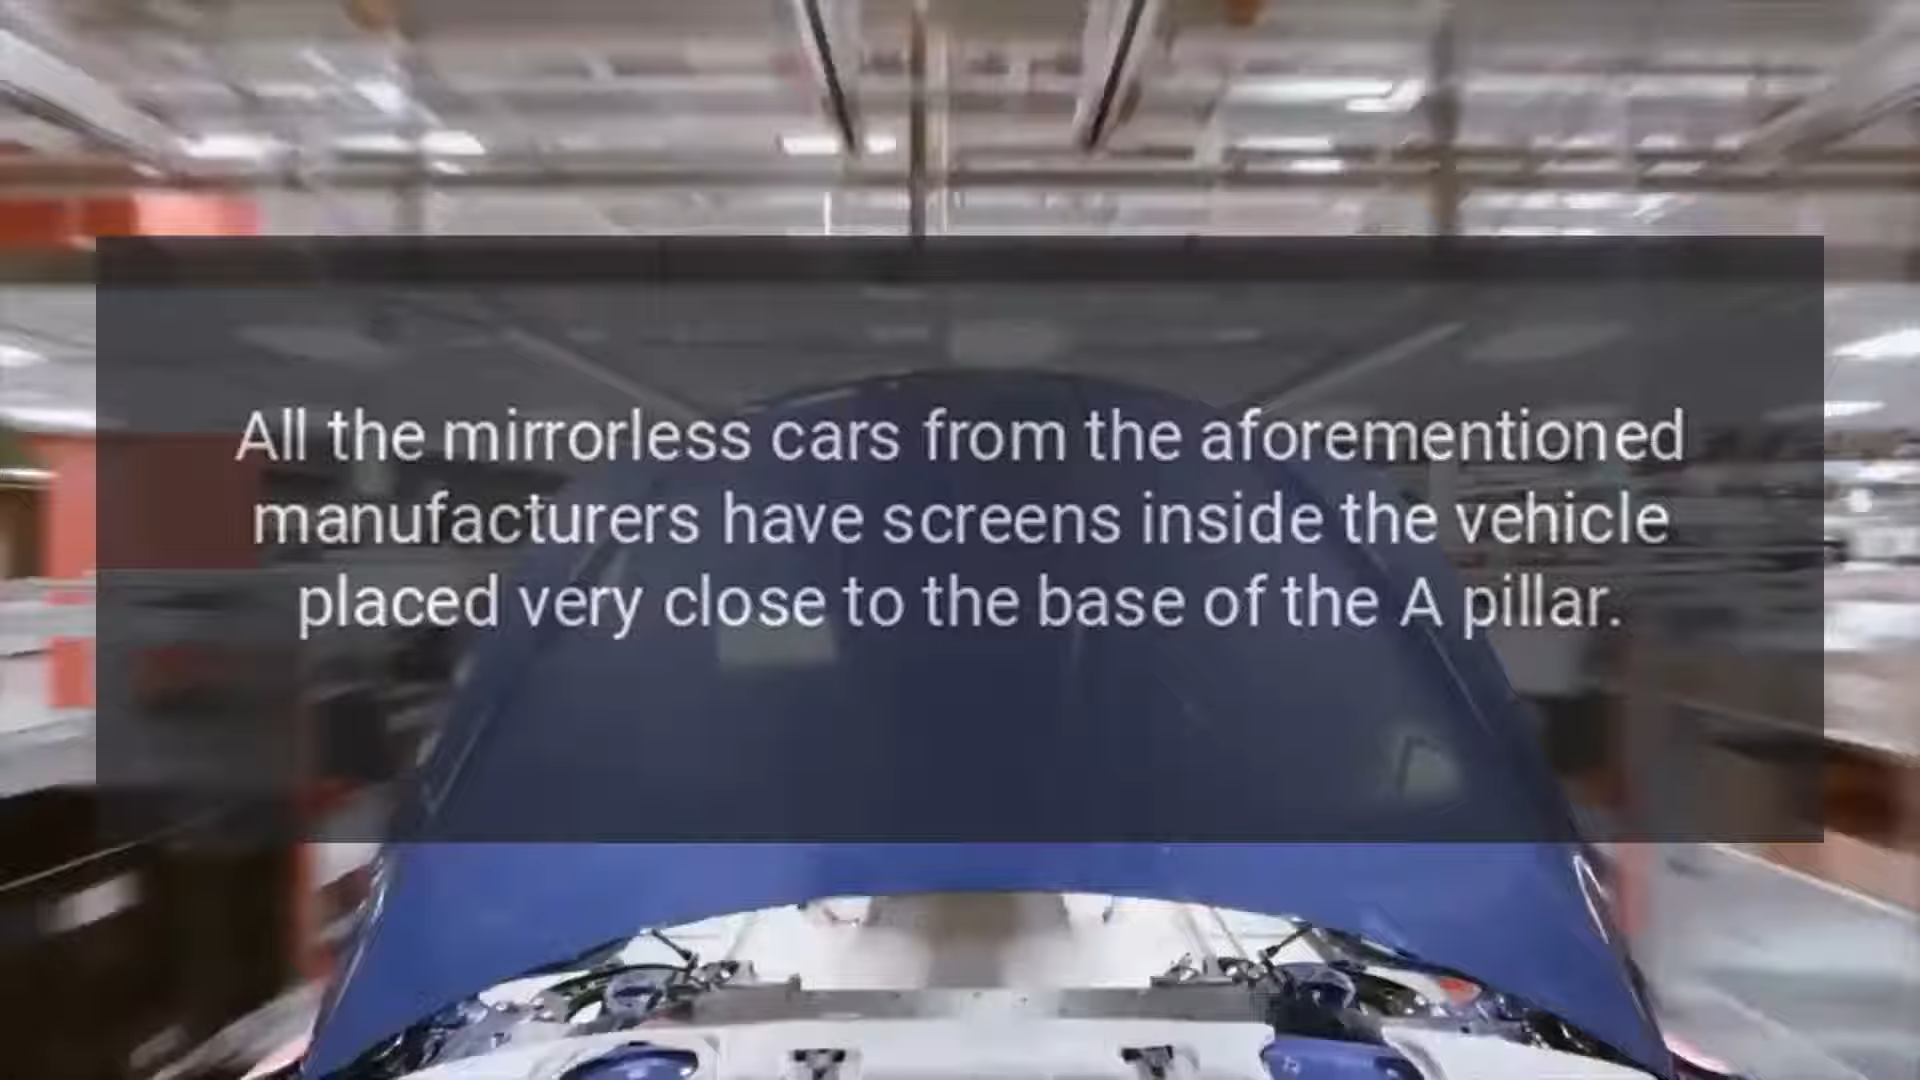 All the mirrorless cars from the aforementioned
manufacturers have screens inside the vehicle
placed very close to the base of the A pillar.